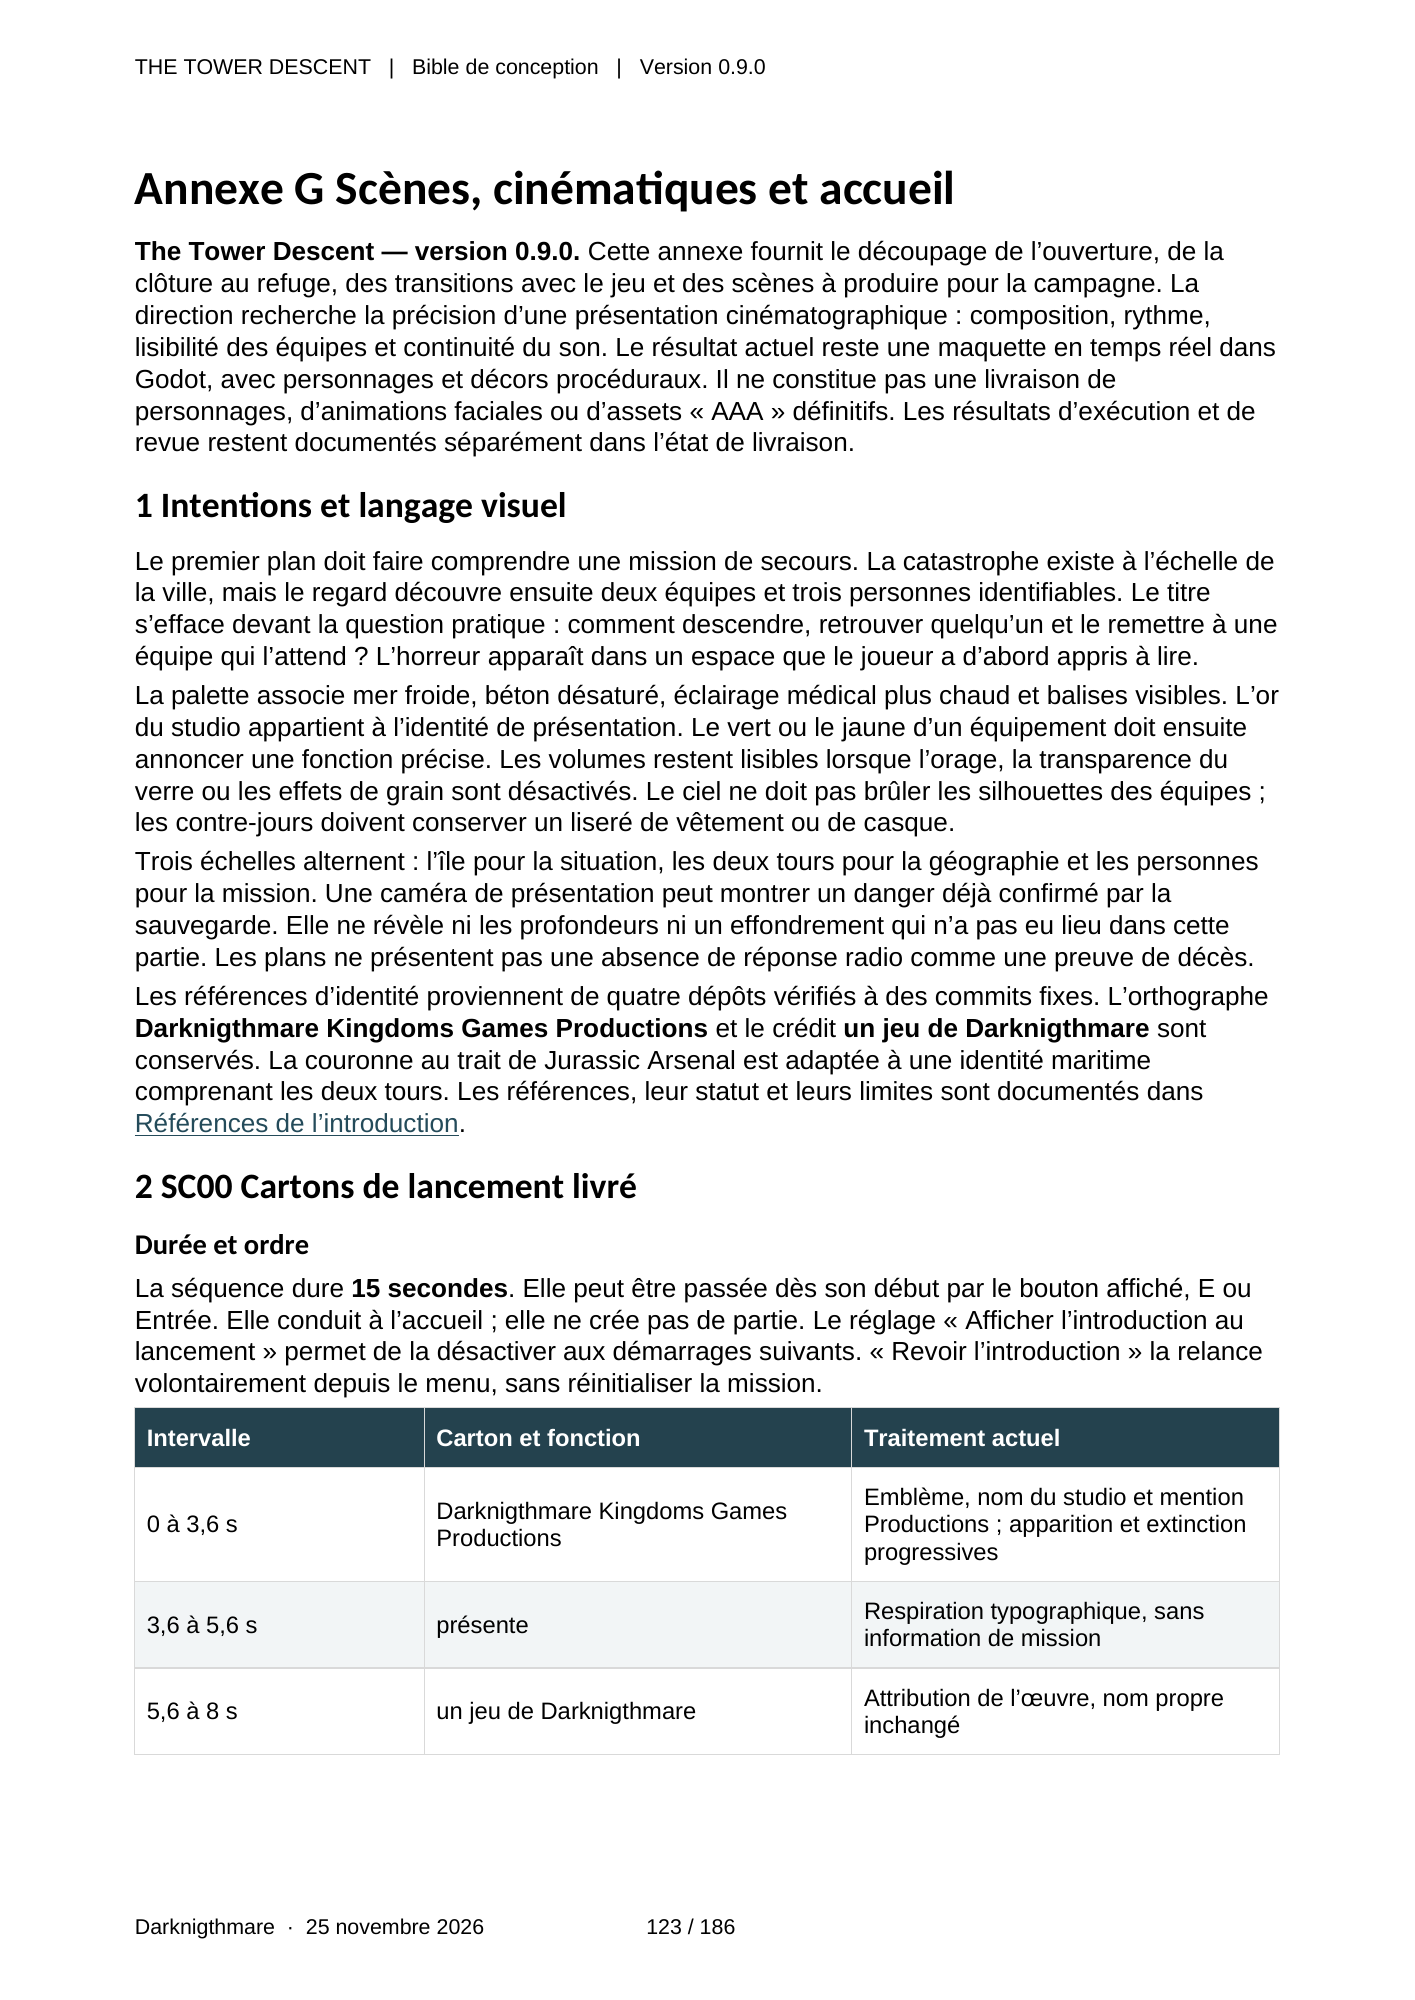 THE TOWER DESCENT | Bible de conception | Version 0.9.0
Annexe G Scènes, cinématiques et accueil
The Tower Descent — version 0.9.0. Cette annexe fournit le découpage de l’ouverture, de la
clôture au refuge, des transitions avec le jeu et des scènes à produire pour la campagne. La
direction recherche la précision d’une présentation cinématographique : composition, rythme,
lisibilité des équipes et continuité du son. Le résultat actuel reste une maquette en temps réel dans
Godot, avec personnages et décors procéduraux. Il ne constitue pas une livraison de
personnages, d’animations faciales ou d’assets « AAA » définitifs. Les résultats d’exécution et de
revue restent documentés séparément dans l’état de livraison.
1 Intentions et langage visuel
Le premier plan doit faire comprendre une mission de secours. La catastrophe existe à l’échelle de
la ville, mais le regard découvre ensuite deux équipes et trois personnes identifiables. Le titre
s’efface devant la question pratique : comment descendre, retrouver quelqu’un et le remettre à une
équipe qui l’attend ? L’horreur apparaît dans un espace que le joueur a d’abord appris à lire.
La palette associe mer froide, béton désaturé, éclairage médical plus chaud et balises visibles. L’or
du studio appartient à l’identité de présentation. Le vert ou le jaune d’un équipement doit ensuite
annoncer une fonction précise. Les volumes restent lisibles lorsque l’orage, la transparence du
verre ou les effets de grain sont désactivés. Le ciel ne doit pas brûler les silhouettes des équipes ;
les contre-jours doivent conserver un liseré de vêtement ou de casque.
Trois échelles alternent : l’île pour la situation, les deux tours pour la géographie et les personnes
pour la mission. Une caméra de présentation peut montrer un danger déjà confirmé par la
sauvegarde. Elle ne révèle ni les profondeurs ni un effondrement qui n’a pas eu lieu dans cette
partie. Les plans ne présentent pas une absence de réponse radio comme une preuve de décès.
Les références d’identité proviennent de quatre dépôts vérifiés à des commits fixes. L’orthographe
Darknigthmare Kingdoms Games Productions et le crédit un jeu de Darknigthmare sont
conservés. La couronne au trait de Jurassic Arsenal est adaptée à une identité maritime
comprenant les deux tours. Les références, leur statut et leurs limites sont documentés dans
Références de l’introduction.
2 SC00 Cartons de lancement livré
Durée et ordre
La séquence dure 15 secondes. Elle peut être passée dès son début par le bouton affiché, E ou
Entrée. Elle conduit à l’accueil ; elle ne crée pas de partie. Le réglage « Afficher l’introduction au
lancement » permet de la désactiver aux démarrages suivants. « Revoir l’introduction » la relance
volontairement depuis le menu, sans réinitialiser la mission.
Intervalle
Carton et fonction
Traitement actuel
0 à 3,6 s
Darknigthmare Kingdoms Games
Productions
Emblème, nom du studio et mention
Productions ; apparition et extinction
progressives
3,6 à 5,6 s
présente
Respiration typographique, sans
information de mission
5,6 à 8 s
un jeu de Darknigthmare
Attribution de l’œuvre, nom propre
inchangé
Darknigthmare · 25 novembre 2026 123 / 186